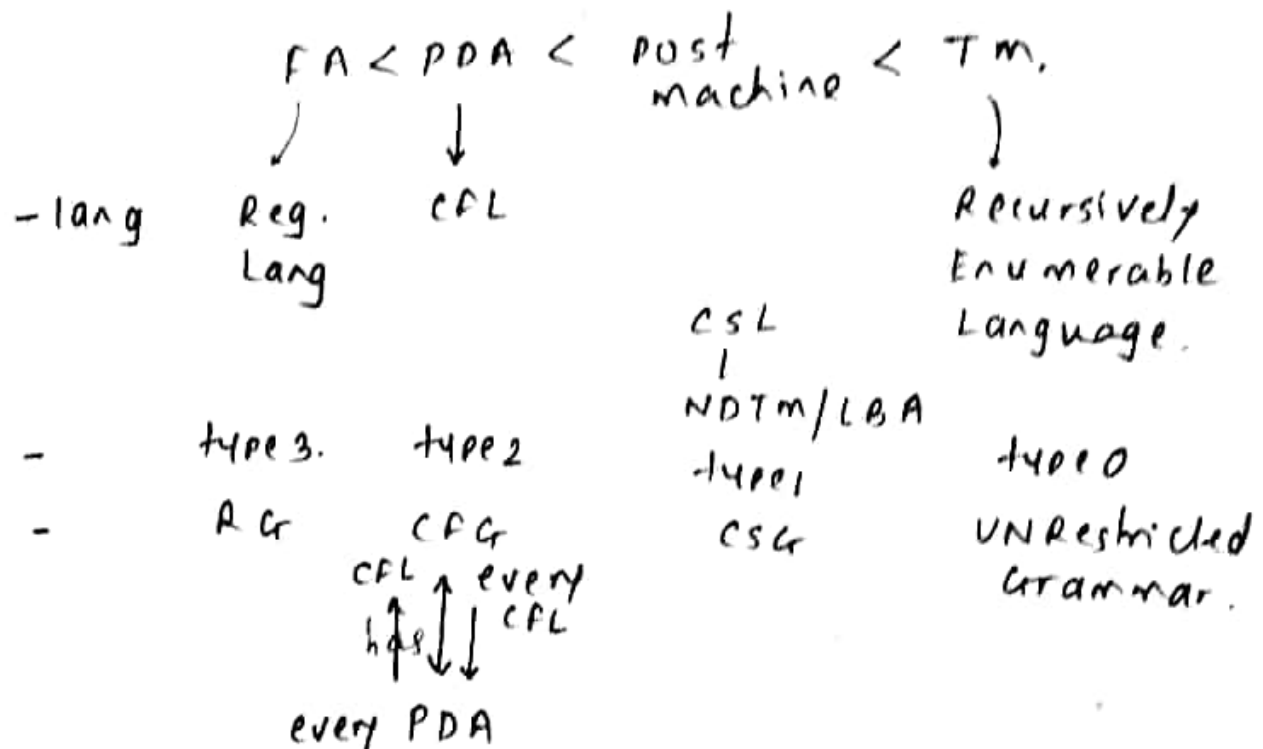 FA < PDA < Post machine < Tm.
- lang Reg. Lang CFL Recursively Enumerable Language.
CSL
NDTm/LBA
- type 3. type 2 type 1 type 0
- RG CFG CSG UNRestricted Grammar.
CFL every CFL
has
every PDA